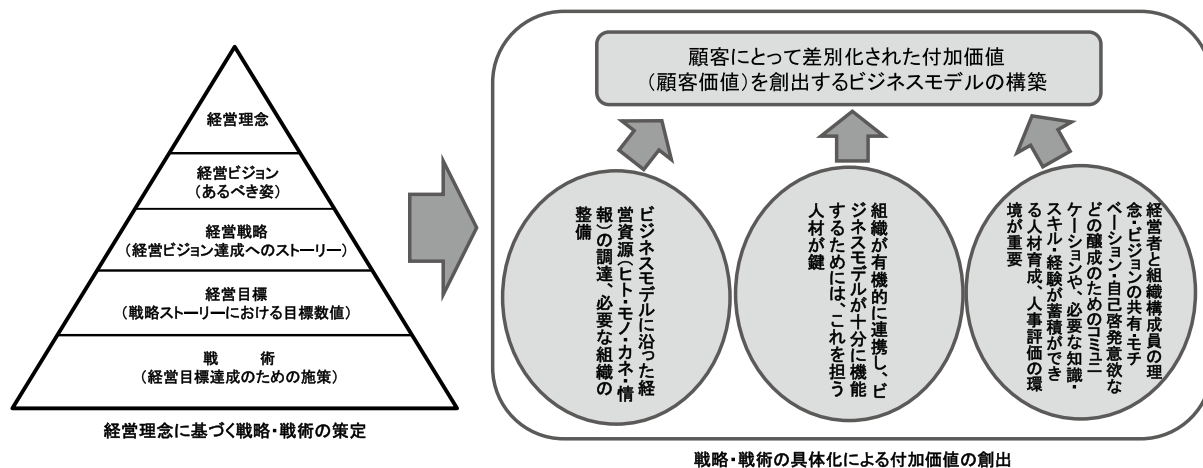 経営理念
経営ビジョン
(あるべき姿)
経営戦略
(経営ビジョン達成へのストーリー)
経営目標
(戦略ストーリーにおける目標数値)
戦　　術
(経営目標達成のための施策)
経営理念に基づく戦略・戦術の策定
顧客にとって差別化された付加価値
(顧客価値)を創出するビジネスモデルの構築
ビジネスモデルに沿った経
営資源(ヒト・モノ・カネ・情
報)の調達、必要な組織の
整備
組織が有機的に連携し、ビ
ジネスモデルが十分に機能
するためには、これを担う
人材が鍵
経営者と組織構成員の理
念・ビジョンの共有・モチ
ベーション・自己啓発意欲な
どの醸成のためのコミュニ
ケーションや、必要な知識・
スキル・経験が蓄積ができ
る人材育成、人事評価の環
境が重要
戦略・戦術の具体化による付加価値の創出